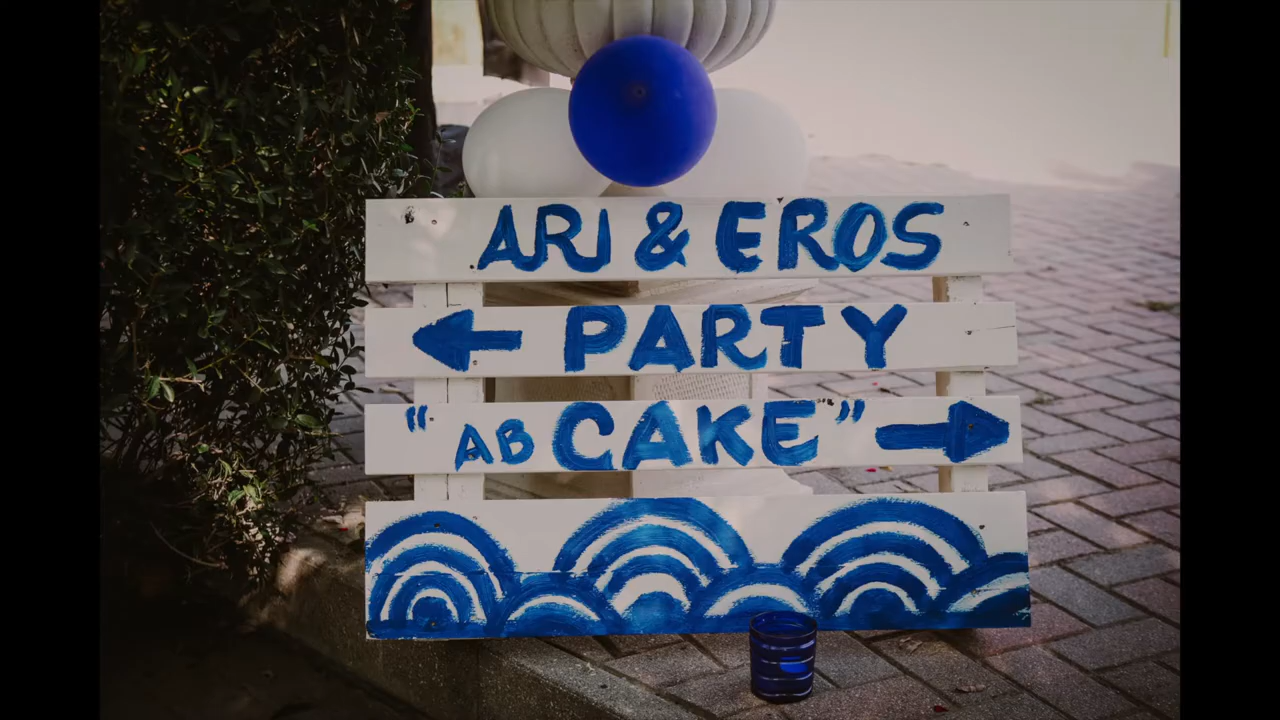 ARI & EROS
← PARTY
"AB CAKE" →